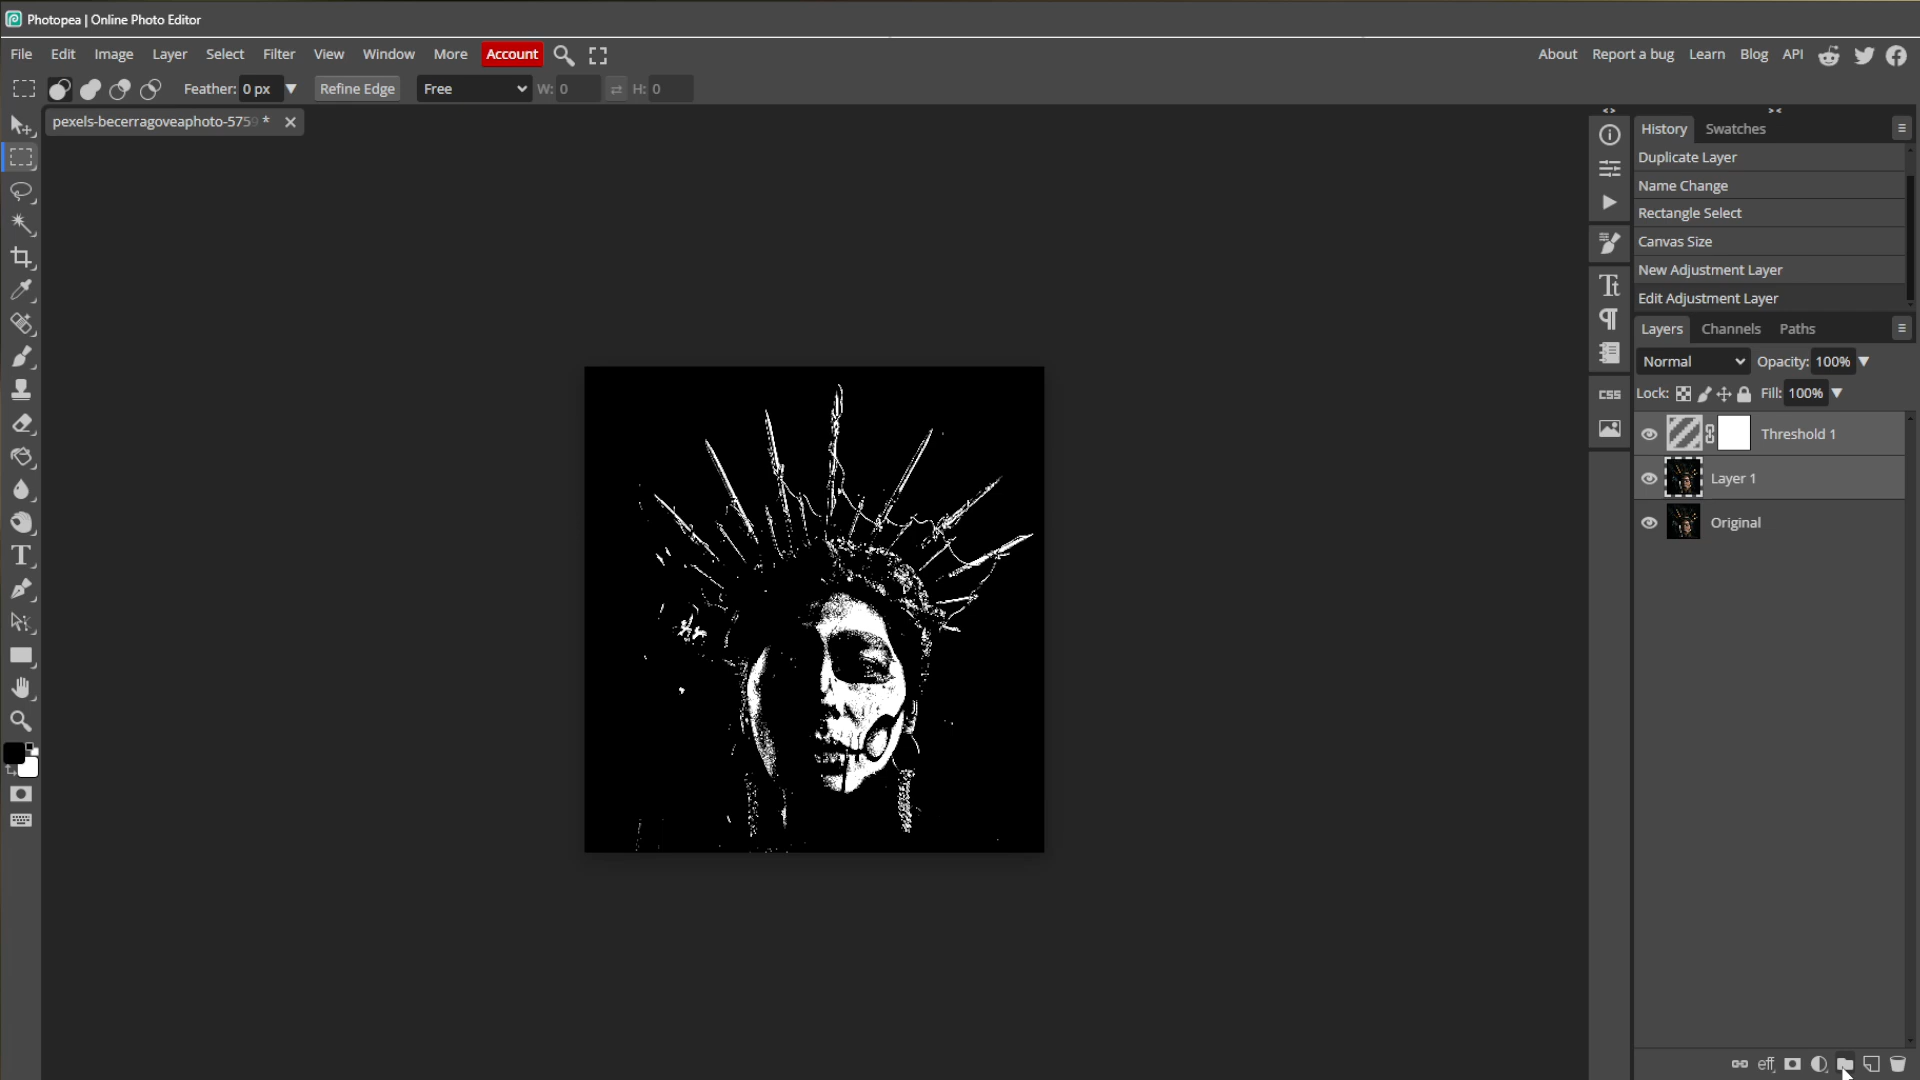 Photopea | Online Photo Editor
File Edit Image Layer Select Filter View Window More Account About Report a bug Learn Blog API
Feather: 0 px Refine Edge Free W: 0 H: 0
pexels-becerragoveaphoto-5759 *
History Swatches
Duplicate Layer
Name Change
Rectangle Select
Canvas Size
New Adjustment Layer
Edit Adjustment Layer
Layers Channels Paths
Normal Opacity: 100%
Lock: Fill: 100%
Threshold 1
Layer 1
Original
CSS
eff